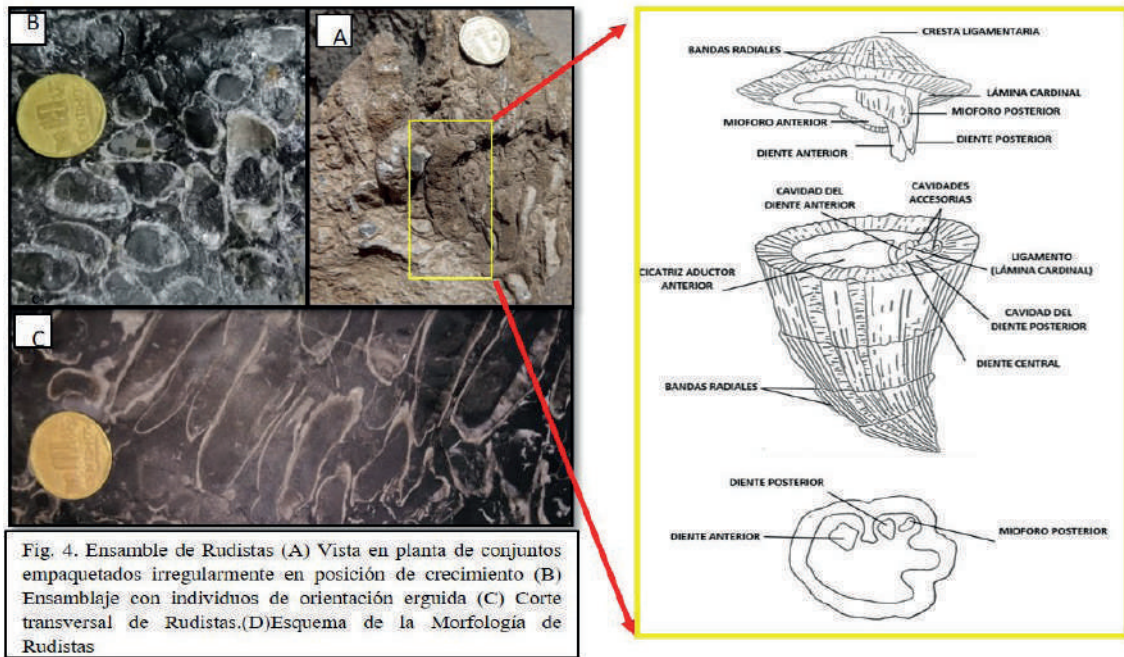 B
A
C
Fig. 4. Ensamble de Rudistas (A) Vista en planta de conjuntos
empaquetados irregularmente en posición de crecimiento (B)
Ensamblaje con individuos de orientación erguida (C) Corte
transversal de Rudistas.(D)Esquema de la Morfología de
Rudistas
CRESTA LIGAMENTARIA
BANDAS RADIALES
LÁMINA CARDINAL
MIOFORO POSTERIOR
MIOFORO ANTERIOR
DIENTE POSTERIOR
DIENTE ANTERIOR
CAVIDAD DEL
DIENTE ANTERIOR
CAVIDADES
ACCESORIAS
LIGAMENTO
(LÁMINA CARDINAL)
CICATRIZ ADUCTOR
ANTERIOR
CAVIDAD DEL
DIENTE POSTERIOR
DIENTE CENTRAL
BANDAS RADIALES
DIENTE POSTERIOR
DIENTE ANTERIOR
MIOFORO POSTERIOR